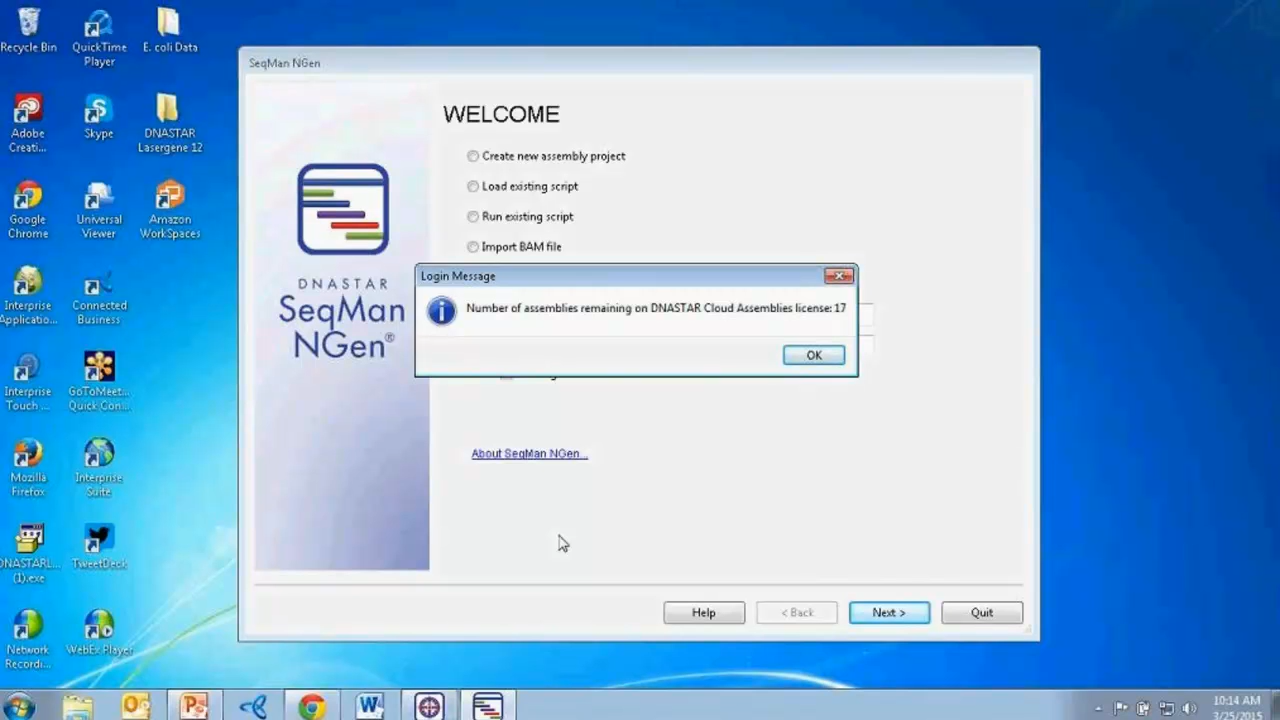 Recycle Bin
QuickTime
Player
E. coli Data
Adobe
Creati...
Skype
DNASTAR
Lasergene 12
Google
Chrome
Universal
Viewer
Amazon
WorkSpaces
Interprise
Applicatio...
Connected
Business
Interprise
Touch ...
GoToMeet...
Quick Con...
Mozilla
Firefox
Interprise
Suite
DNASTARL...
(1).exe
TweetDeck
Network
Recordi...
WebEx Player
SeqMan NGen
DNASTAR
SeqMan
NGen®
WELCOME
Create new assembly project
Load existing script
Run existing script
Import BAM file
Login Message
Number of assemblies remaining on DNASTAR Cloud Assemblies license: 17
OK
About SeqMan NGen...
Help
< Back
Next >
Quit
10:14 AM
3/25/2015